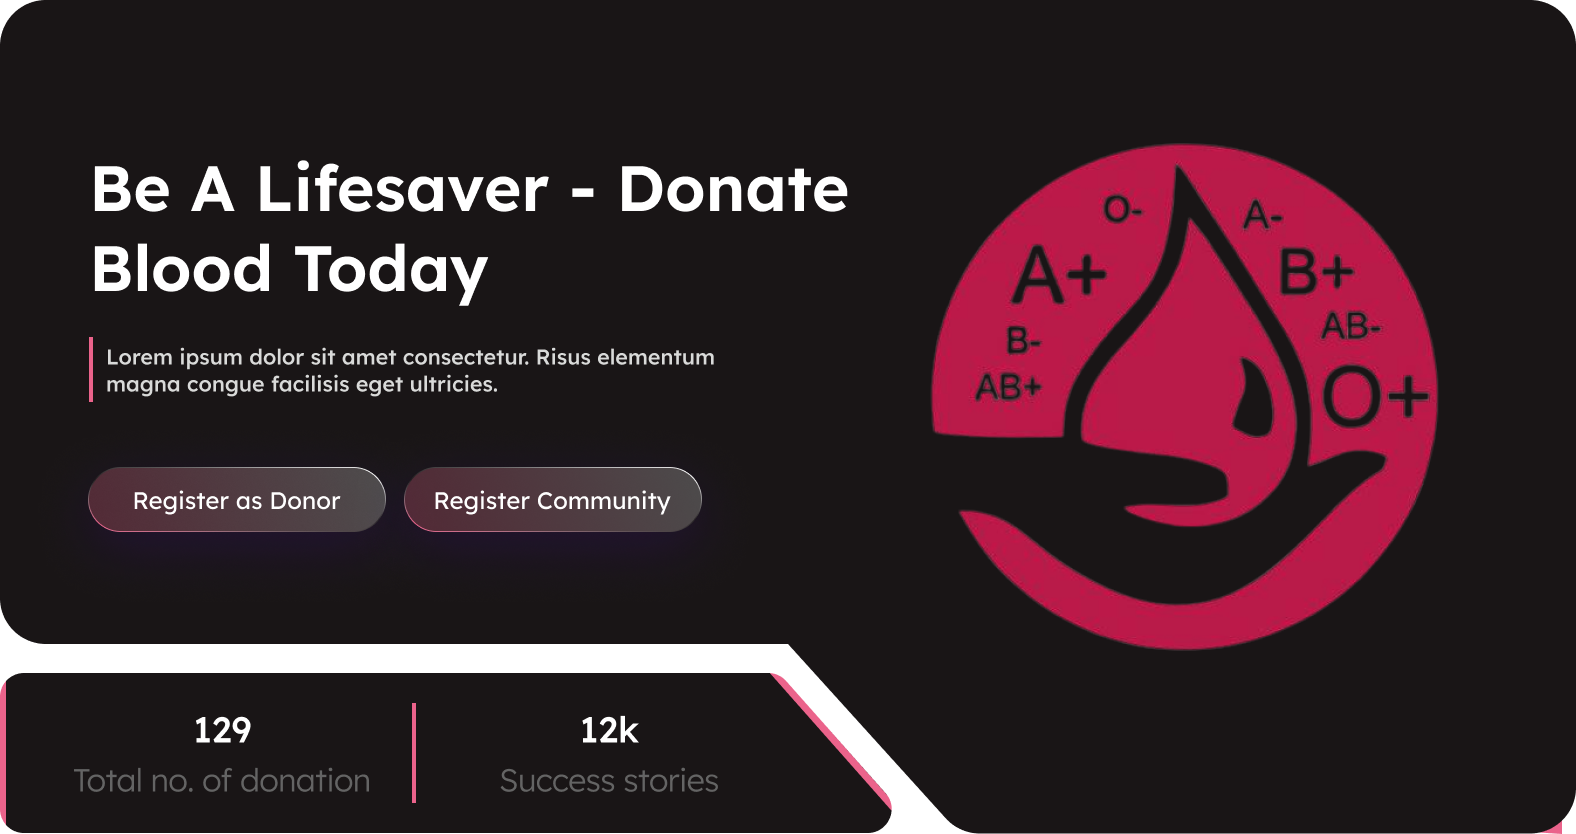 Be A Lifesaver - Donate
Blood Today
Lorem ipsum dolor sit amet consectetur. Risus elementum
magna congue facilisis eget ultricies.
Register as Donor
Register Community
129
Total no. of donation
12k
Success stories
O-
A-
A+
B+
B-
AB-
AB+
O+